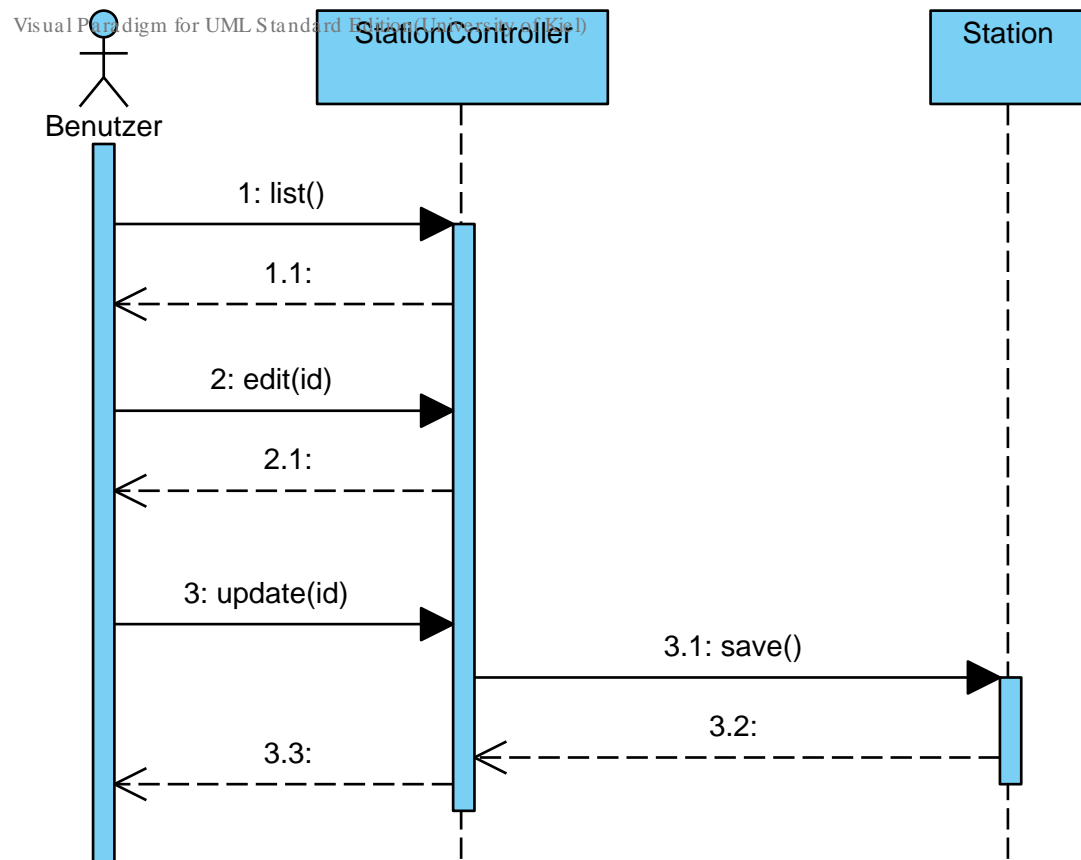 Visual Paradigm for UML Standard Edition(University of Kiel)
StationController
Station
Benutzer
1: list()
1.1:
2: edit(id)
2.1:
3: update(id)
3.1: save()
3.2:
3.3: